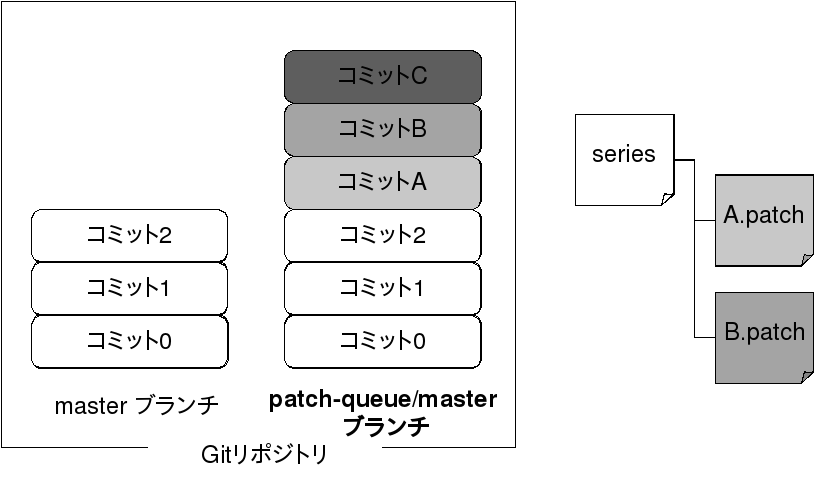 コミットC
コミットB
コミットA
コミット2
コミット1
コミット0
master ブランチ
コミット2
コミット1
コミット0
patch-queue/master
ブランチ
Gitリポジトリ
series
A.patch
B.patch